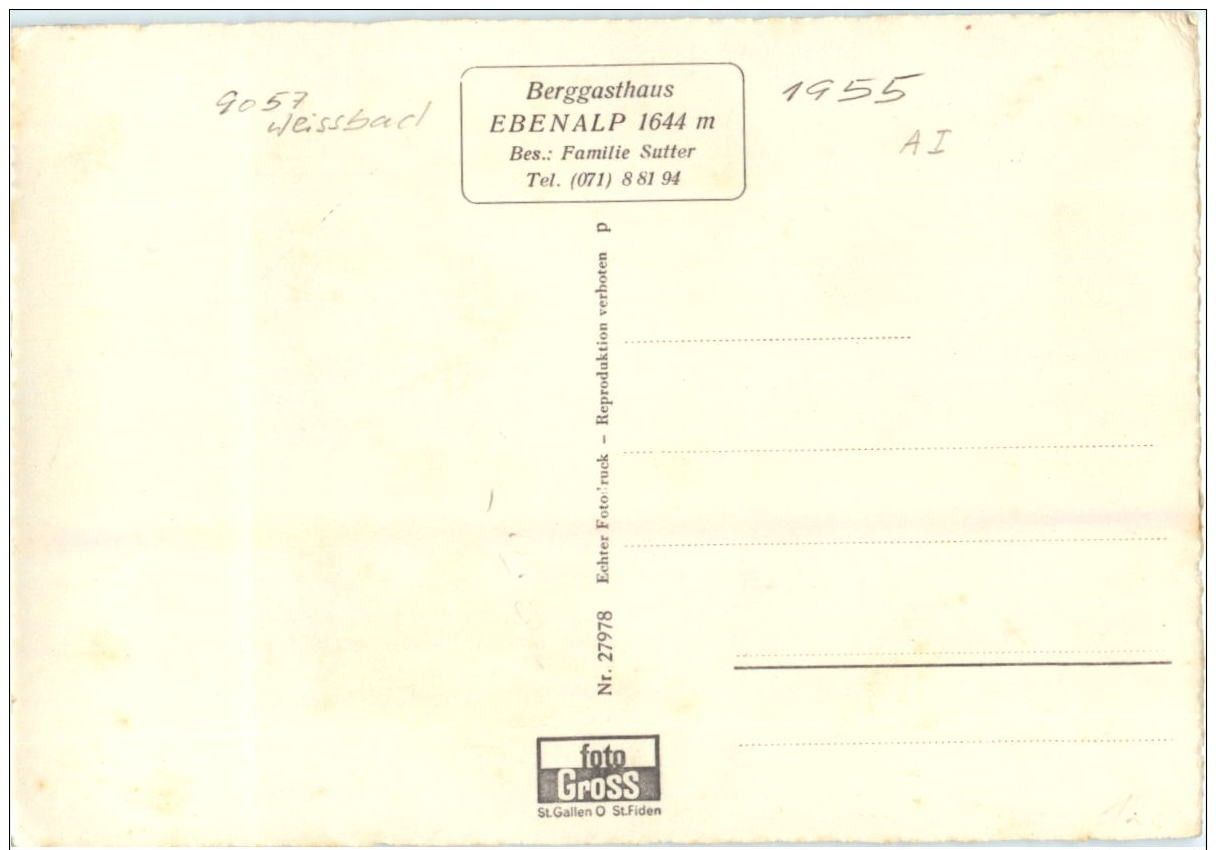 9057
Weissbad
Berggasthaus
EBENALP 1644 m
Bes.: Familie Sutter
Tel. (071) 8 81 94
1955
AI
Nr. 27978 Echter Fotodruck – Reproduktion verboten p
foto
Gross
St.Gallen O St.Fiden